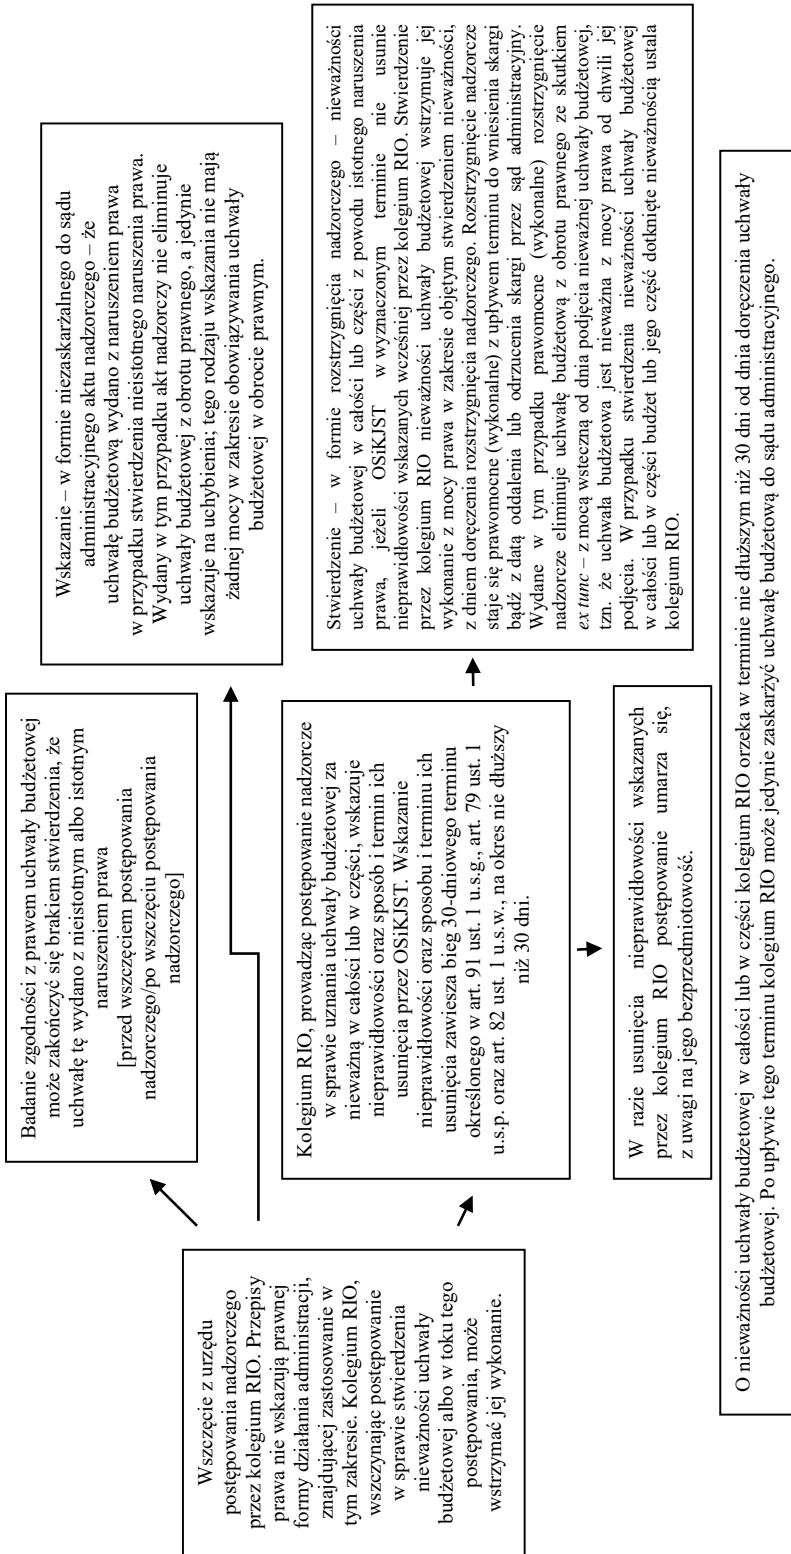 Wszczęcie z urzędu
postępowania nadzorczego
przez kolegium RIO. Przepisy
prawa nie wskazują prawnej
formy działania administracji,
znajdującej zastosowanie w
tym zakresie. Kolegium RIO,
wszczynając postępowanie
w sprawie stwierdzenia
nieważności uchwały
budżetowej albo w toku tego
postępowania, może
wstrzymać jej wykonanie.
Badanie zgodności z prawem uchwały budżetowej
może zakończyć się brakiem stwierdzenia, że
uchwałę tę wydano z nieistotnym albo istotnym
naruszeniem prawa
[przed wszczęciem postępowania
nadzorczego/po wszczęciu postępowania
nadzorczego]
Wskazanie – w formie niezaskarżalnego do sądu
administracyjnego aktu nadzorczego – że
uchwałę budżetową wydano z naruszeniem prawa
w przypadku stwierdzenia nieistotnego naruszenia prawa.
Wydany w tym przypadku akt nadzorczy nie eliminuje
uchwały budżetowej z obrotu prawnego, a jedynie
wskazuje na uchybienia; tego rodzaju wskazania nie mają
żadnej mocy w zakresie obowiązywania uchwały
budżetowej w obrocie prawnym.
Kolegium RIO, prowadząc postępowanie nadzorcze
w sprawie uznania uchwały budżetowej za
nieważną w całości lub w części, wskazuje
nieprawidłowości oraz sposób i termin ich
usunięcia przez OSiKJST. Wskazanie
nieprawidłowości oraz sposobu i terminu ich
usunięcia zawiesza bieg 30-dniowego terminu
określonego w art. 91 ust. 1 u.s.g., art. 79 ust. 1
u.s.p. oraz art. 82 ust. 1 u.s.w., na okres nie dłuższy
niż 30 dni.
Stwierdzenie – w formie rozstrzygnięcia nadzorczego – nieważności
uchwały budżetowej w całości lub części z powodu istotnego naruszenia
prawa, jeżeli OSiKJST w wyznaczonym terminie nie usunie
nieprawidłowości wskazanych wcześniej przez kolegium RIO. Stwierdzenie
przez kolegium RIO nieważności uchwały budżetowej wstrzymuje jej
wykonanie z mocy prawa w zakresie objętym stwierdzeniem nieważności,
z dniem doręczenia rozstrzygnięcia nadzorczego. Rozstrzygnięcie nadzorcze
staje się prawomocne (wykonalne) z upływem terminu do wniesienia skargi
bądź z datą oddalenia lub odrzucenia skargi przez sąd administracyjny.
Wydane w tym przypadku prawomocne (wykonalne) rozstrzygnięcie
nadzorcze eliminuje uchwałę budżetową z obrotu prawnego ze skutkiem
ex tunc – z mocą wsteczną od dnia podjęcia nieważnej uchwały budżetowej,
tzn. że uchwała budżetowa jest nieważna z mocy prawa od chwili jej
podjęcia. W przypadku stwierdzenia nieważności uchwały budżetowej
w całości lub w części budżet lub jego część dotknięte nieważnością ustala
kolegium RIO.
W razie usunięcia nieprawidłowości wskazanych
przez kolegium RIO postępowanie umarza się,
z uwagi na jego bezprzedmiotowość.
O nieważności uchwały budżetowej w całości lub w części kolegium RIO orzeka w terminie nie dłuższym niż 30 dni od dnia doręczenia uchwały
budżetowej. Po upływie tego terminu kolegium RIO może jedynie zaskarżyć uchwałę budżetową do sądu administracyjnego.